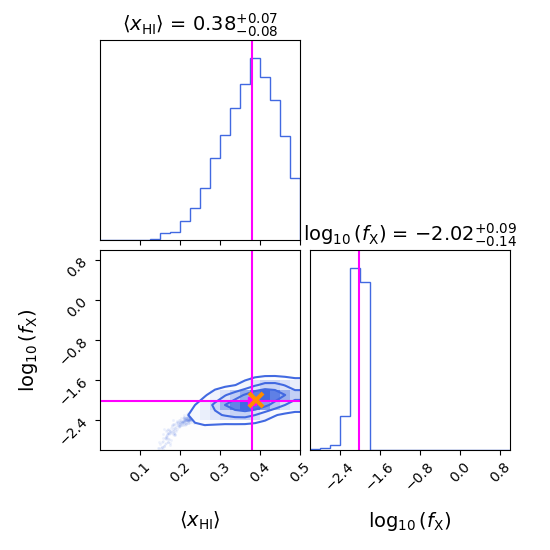 ⟨x_HI⟩ = 0.38^{+0.07}_{−0.08}
log₁₀(f_X) = −2.02^{+0.09}_{−0.14}
log₁₀(f_X)
0.8
0.0
−0.8
−1.6
−2.4
0.1 0.2 0.3 0.4 0.5
−2.4 −1.6 −0.8 0.0 0.8
⟨x_HI⟩
log₁₀(f_X)